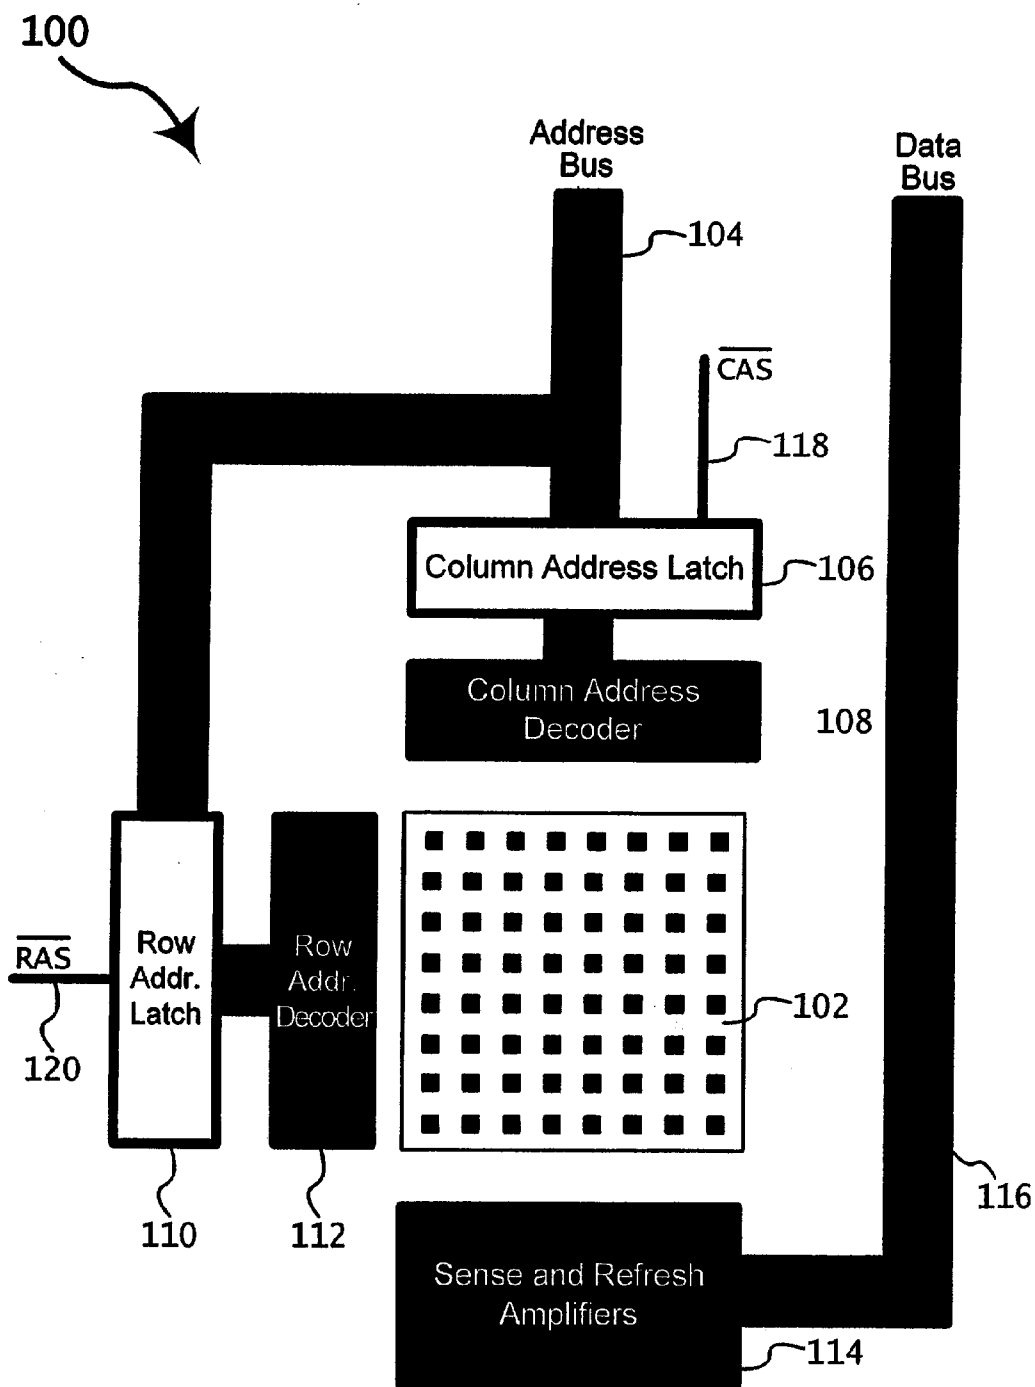 100
Address
Bus
Data
Bus
104
CAS
118
Column Address Latch
106
Column Address
Decoder
108
RAS
120
Row
Addr.
Latch
Row
Addr.
Decoder
102
110
112
116
Sense and Refresh
Amplifiers
114